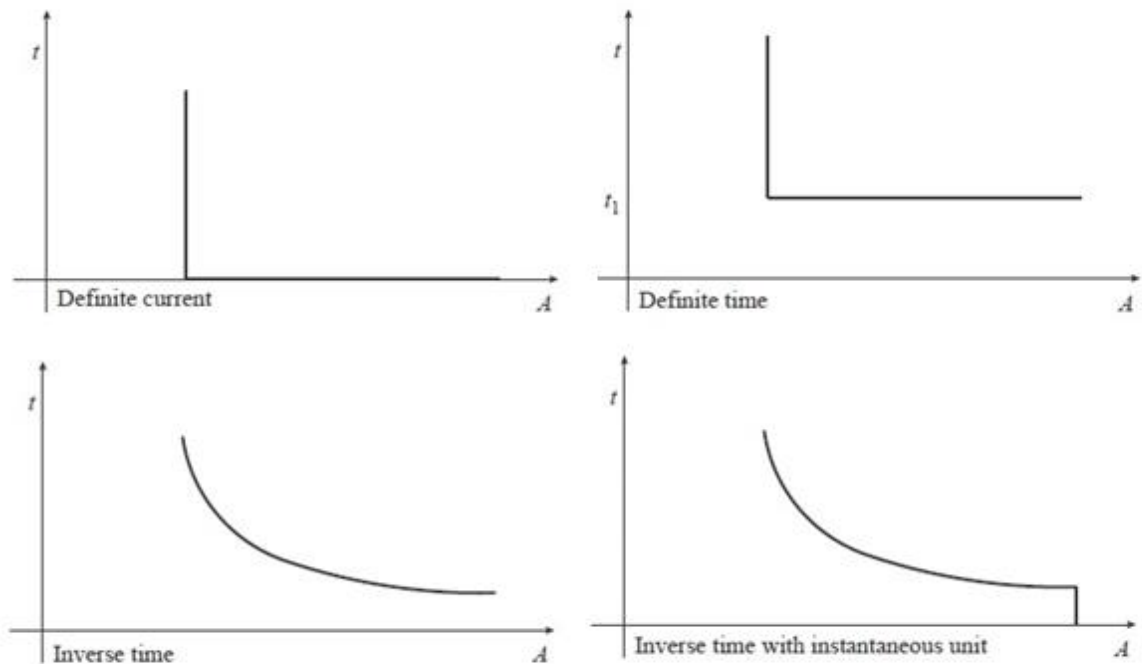 t
Definite current
A
t
t1
Definite time
A
t
Inverse time
A
t
Inverse time with instantaneous unit
A